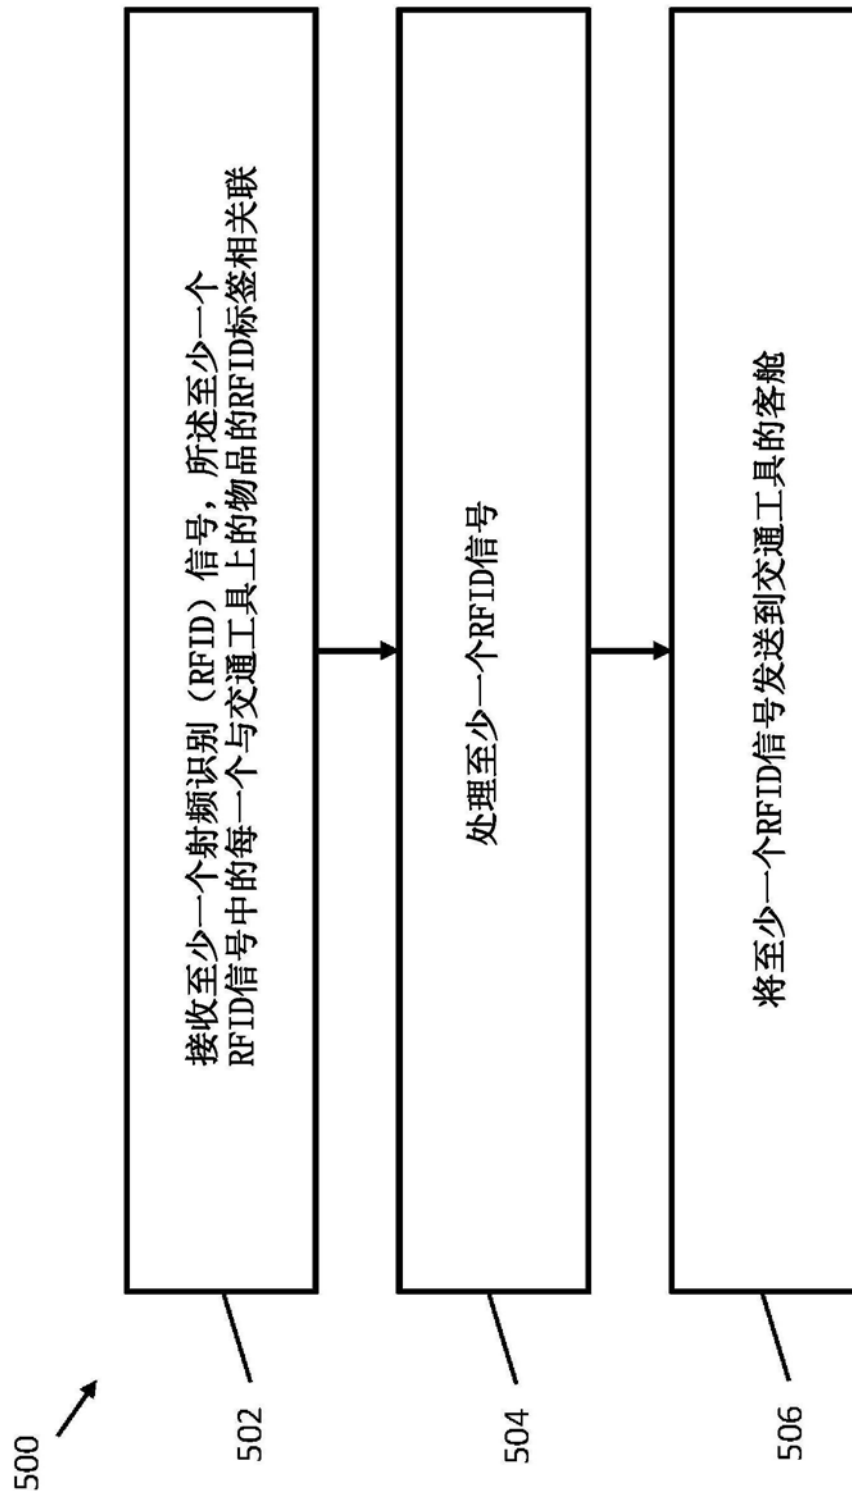 500
502
接收至少一个射频识别（RFID）信号，所述至少一个
RFID信号中的每一个与交通工具上的物品的RFID标签相关联
504
处理至少一个RFID信号
506
将至少一个RFID信号发送到交通工具的客舱